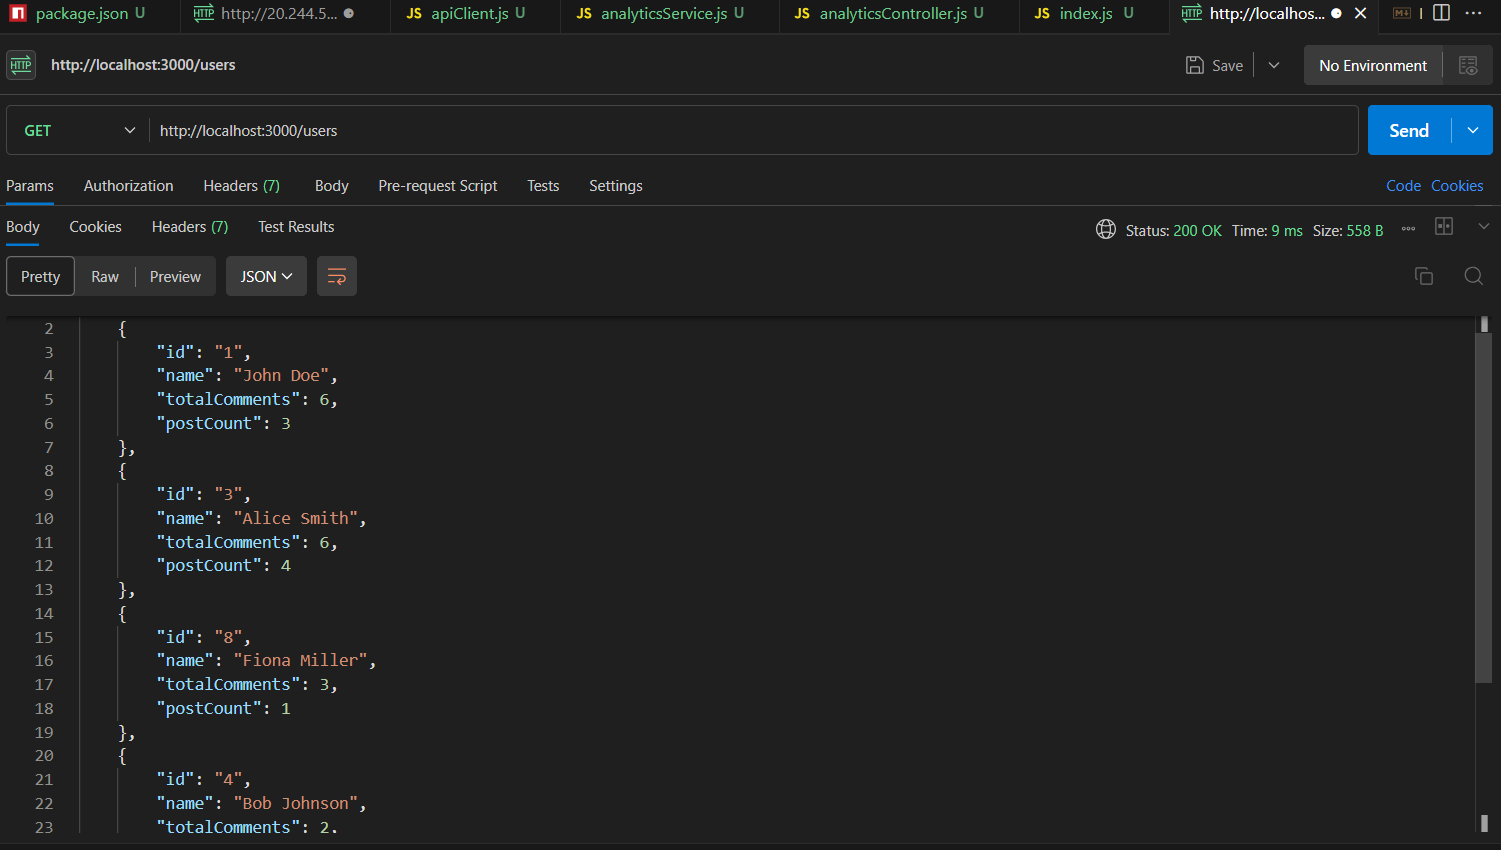 package.json U http://20.244.5... apiClient.js U analyticsService.js U analyticsController.js U index.js U http://localhos...
http://localhost:3000/users Save No Environment
GET http://localhost:3000/users Send
Params Authorization Headers (7) Body Pre-request Script Tests Settings Code Cookies
Body Cookies Headers (7) Test Results Status: 200 OK Time: 9 ms Size: 558 B
Pretty Raw Preview JSON
2 {
3 "id": "1",
4 "name": "John Doe",
5 "totalComments": 6,
6 "postCount": 3
7 },
8 {
9 "id": "3",
10 "name": "Alice Smith",
11 "totalComments": 6,
12 "postCount": 4
13 },
14 {
15 "id": "8",
16 "name": "Fiona Miller",
17 "totalComments": 3,
18 "postCount": 1
19 },
20 {
21 "id": "4",
22 "name": "Bob Johnson",
23 "totalComments": 2,